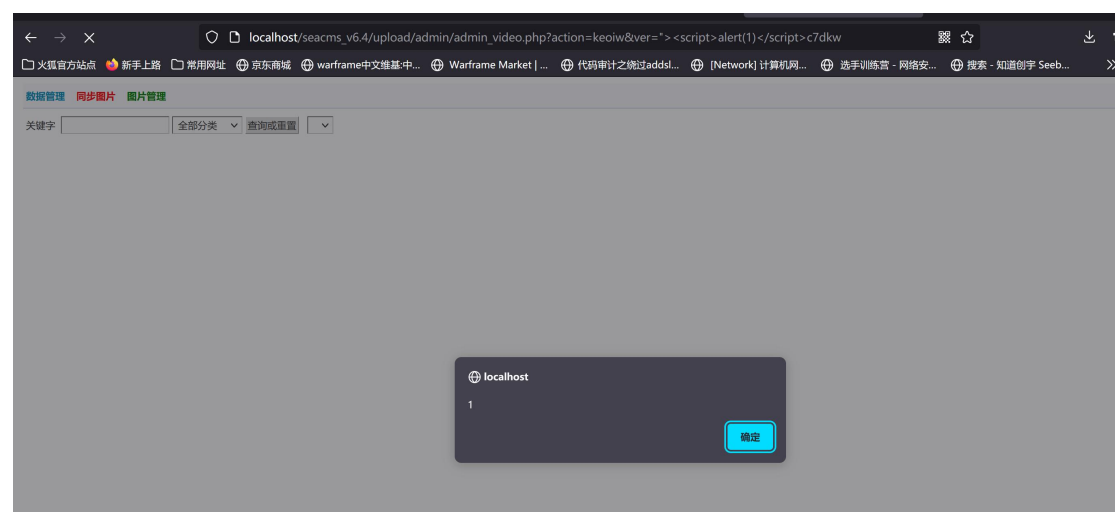 localhost/seacms_v6.4/upload/admin/admin_video.php?action=keoiw&ver="><script>alert(1)</script>c7dkw
火狐官方站点 新手上路 常用网址 京东商城 warframe中文维基:中... Warframe Market | ... 代码审计之绕过addsl... [Network] 计算机网... 选手训练营 - 网络安... 搜索 - 知道创宇 Seeb...
数据管理 同步图片 图片管理
关键字 全部分类 查询或重置
localhost
1
确定